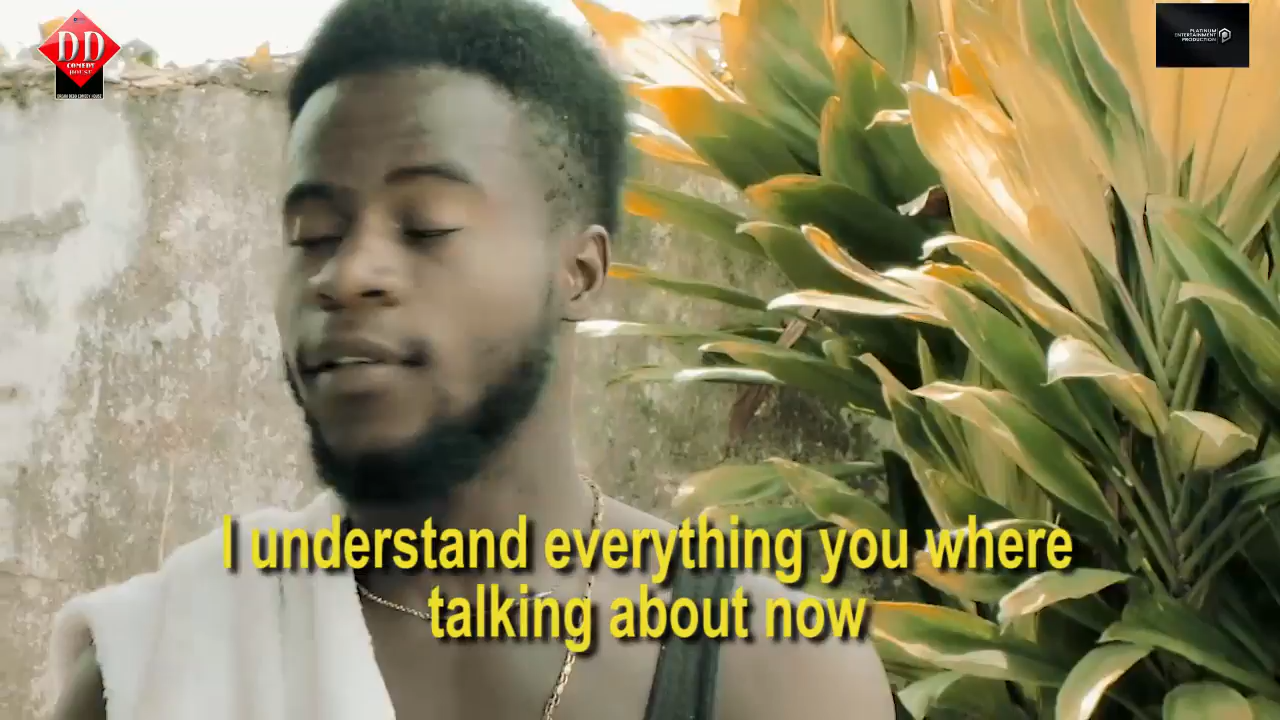 DD
COMEDY
HOUSE
PLATINUM
ENTERTAINMENT
PRODUCTION
I understand everything you where
talking about now